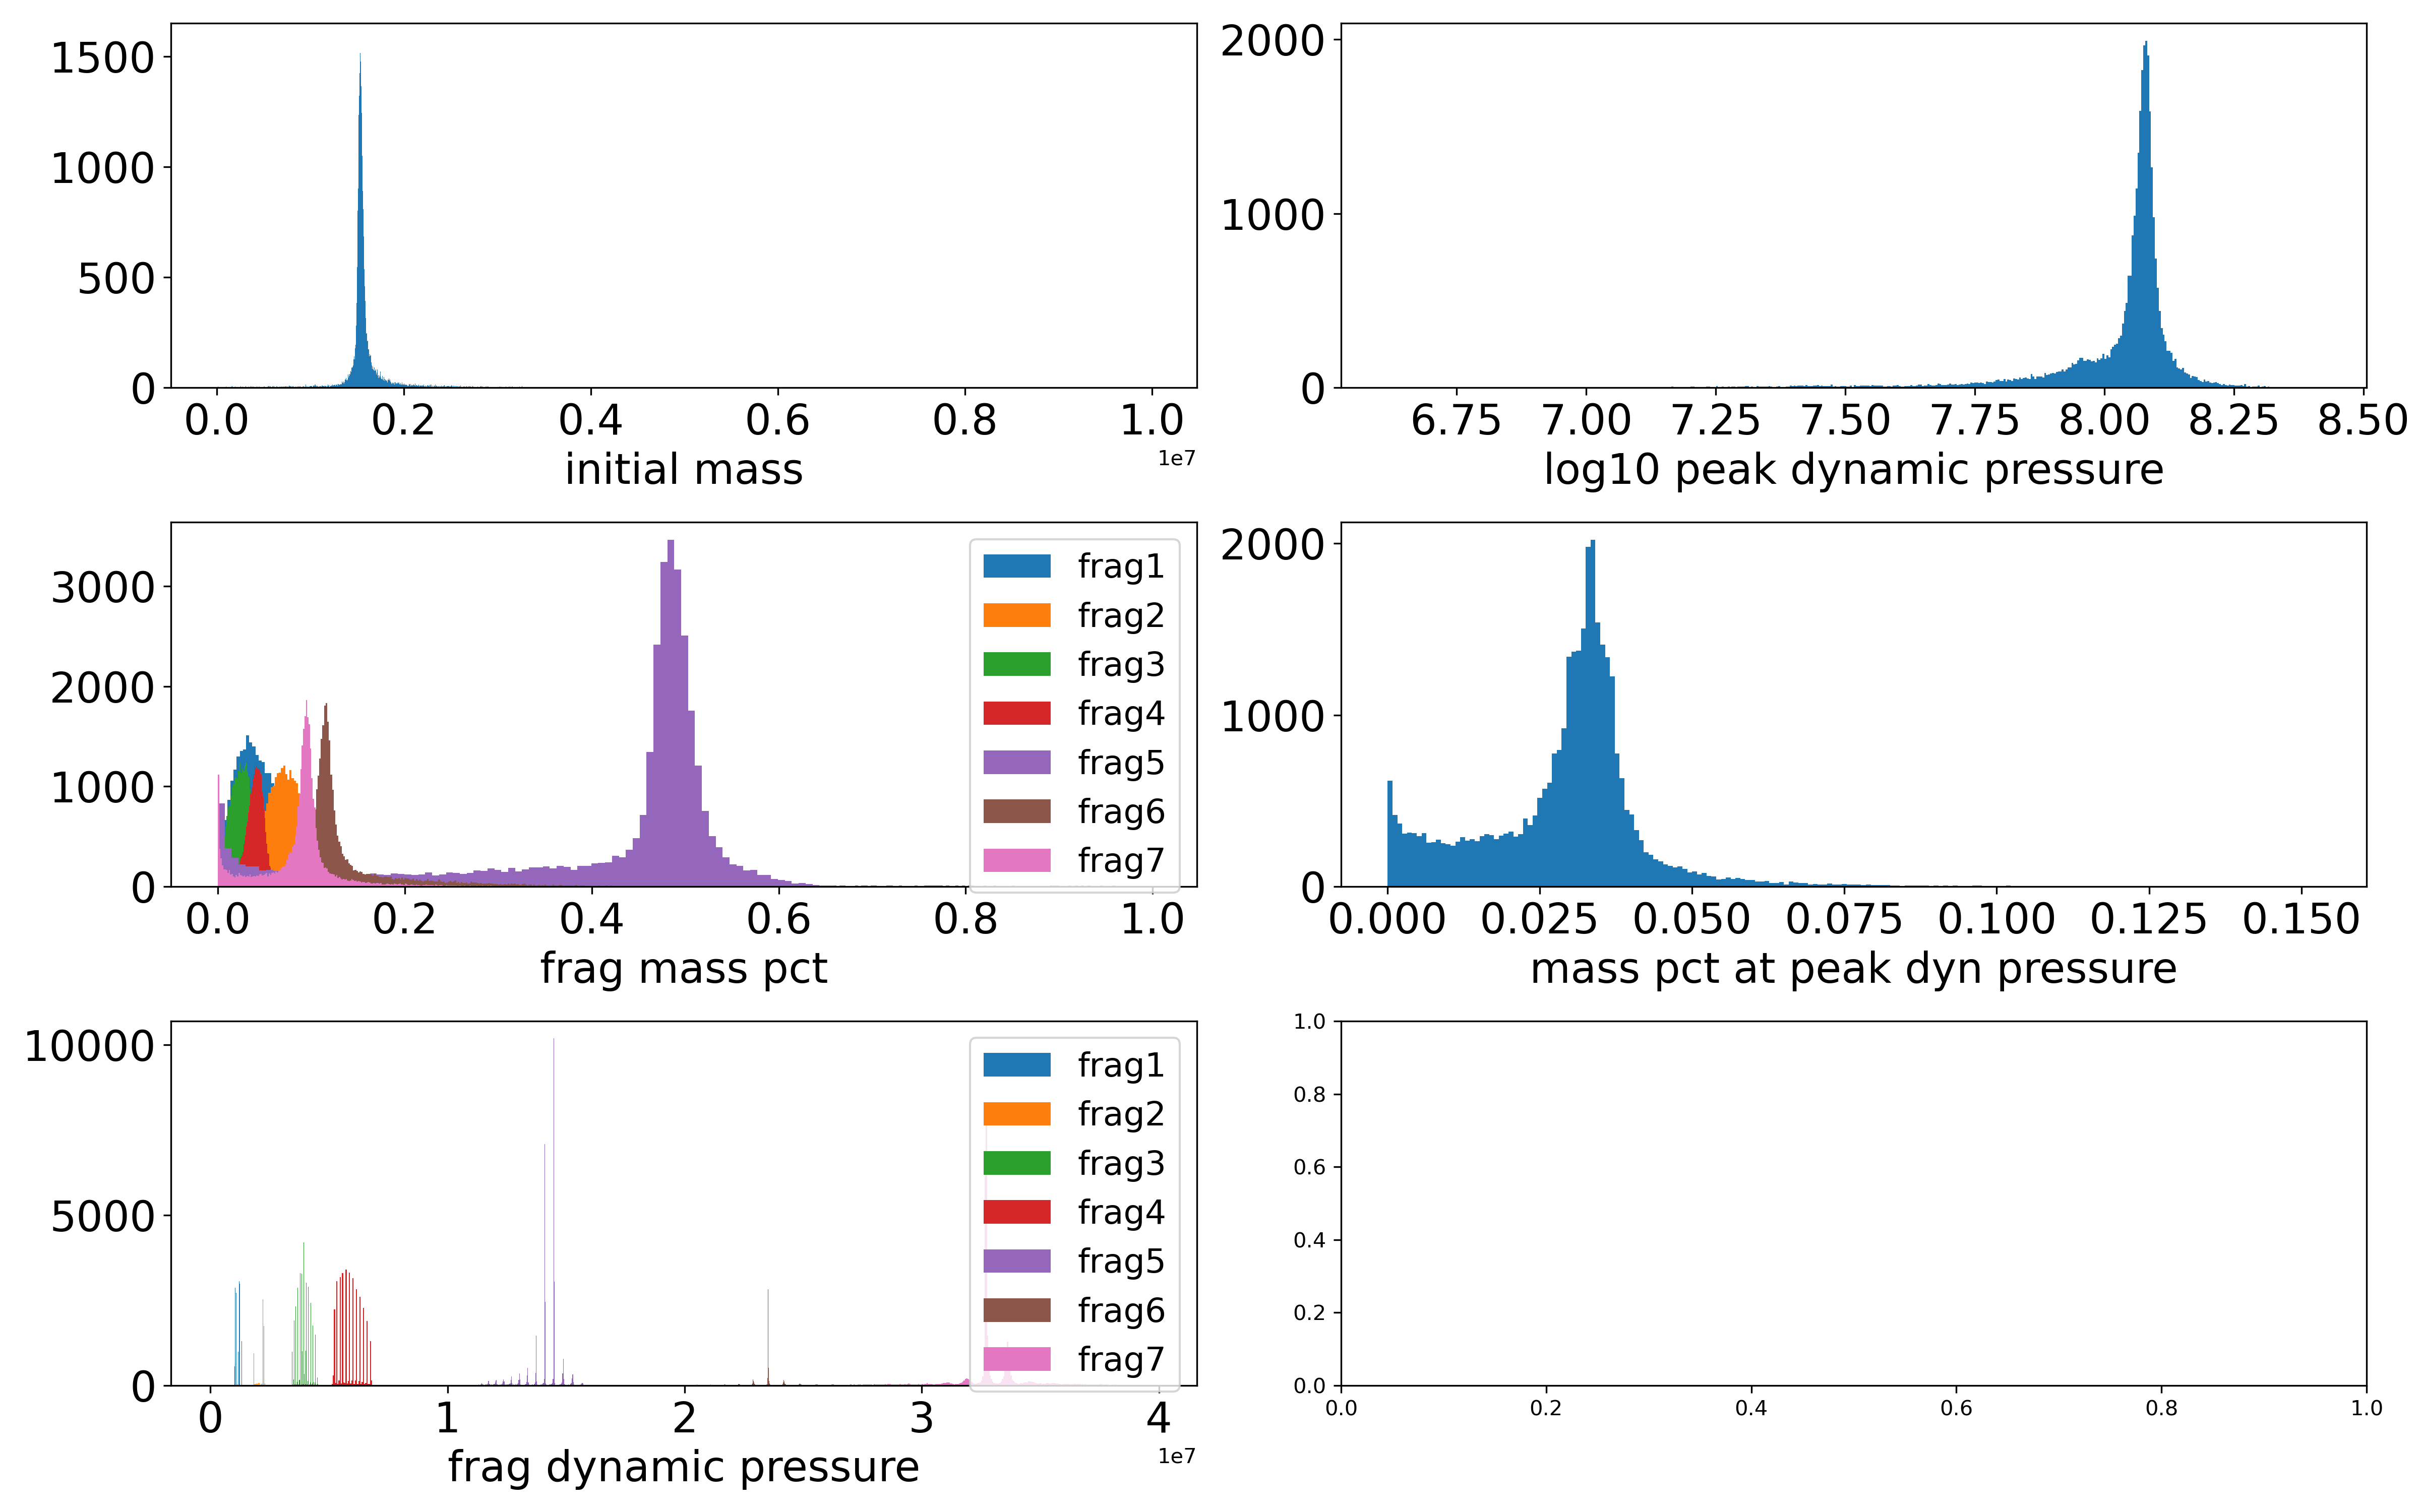 1500
1000
500
0
0.0 0.2 0.4 0.6 0.8 1.0
1e7
initial mass
2000
1000
0
6.75 7.00 7.25 7.50 7.75 8.00 8.25 8.50
log10 peak dynamic pressure
3000
2000
1000
0
0.0 0.2 0.4 0.6 0.8 1.0
frag mass pct
frag1
frag2
frag3
frag4
frag5
frag6
frag7
2000
1000
0
0.000 0.025 0.050 0.075 0.100 0.125 0.150
mass pct at peak dyn pressure
10000
5000
0
0 1 2 3 4
1e7
frag dynamic pressure
frag1
frag2
frag3
frag4
frag5
frag6
frag7
1.0
0.8
0.6
0.4
0.2
0.0
0.0 0.2 0.4 0.6 0.8 1.0